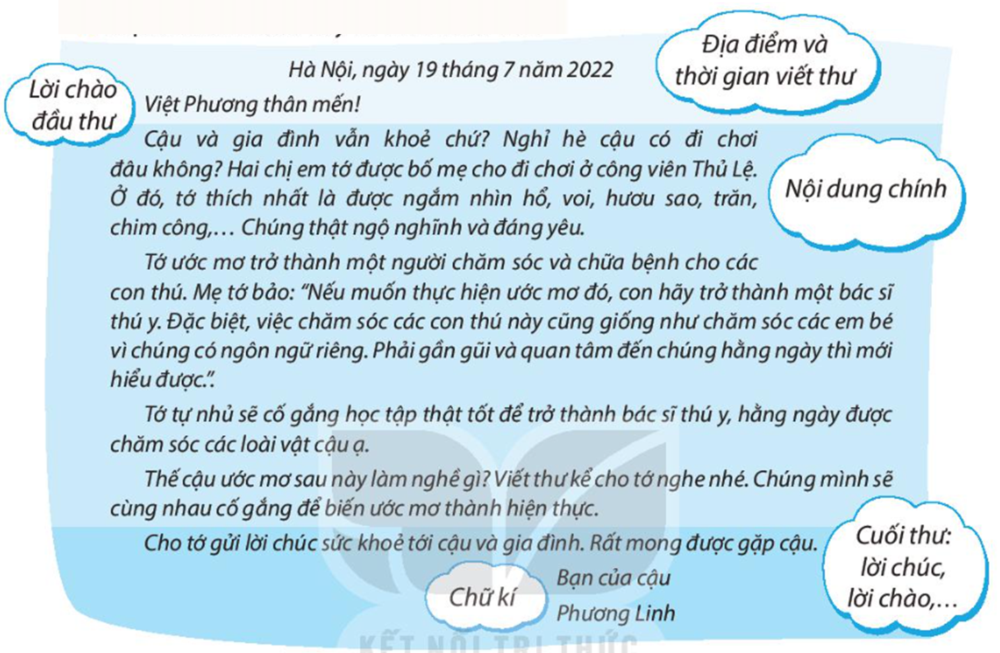 Hà Nội, ngày 19 tháng 7 năm 2022
Địa điểm và
thời gian viết thư
Lời chào
đầu thư
Việt Phương thân mến!
Cậu và gia đình vẫn khoẻ chứ? Nghỉ hè cậu có đi chơi
đâu không? Hai chị em tớ được bố mẹ cho đi chơi ở công viên Thủ Lệ.
Ở đó, tớ thích nhất là được ngắm nhìn hổ, voi, hươu sao, trăn,
chim công,… Chúng thật ngộ nghĩnh và đáng yêu.
Nội dung chính
Tớ ước mơ trở thành một người chăm sóc và chữa bệnh cho các
con thú. Mẹ tớ bảo: “Nếu muốn thực hiện ước mơ đó, con hãy trở thành một bác sĩ
thú y. Đặc biệt, việc chăm sóc các con thú này cũng giống như chăm sóc các em bé
vì chúng có ngôn ngữ riêng. Phải gần gũi và quan tâm đến chúng hằng ngày thì mới
hiểu được.”.
Tớ tự nhủ sẽ cố gắng học tập thật tốt để trở thành bác sĩ thú y, hằng ngày được
chăm sóc các loài vật cậu ạ.
Thế cậu ước mơ sau này làm nghề gì? Viết thư kể cho tớ nghe nhé. Chúng mình sẽ
cùng nhau cố gắng để biến ước mơ thành hiện thực.
Cho tớ gửi lời chúc sức khoẻ tới cậu và gia đình. Rất mong được gặp cậu.
Cuối thư:
lời chúc,
lời chào,…
Bạn của cậu
Chữ kí
Phương Linh
KẾT NỐI TRI THỨC